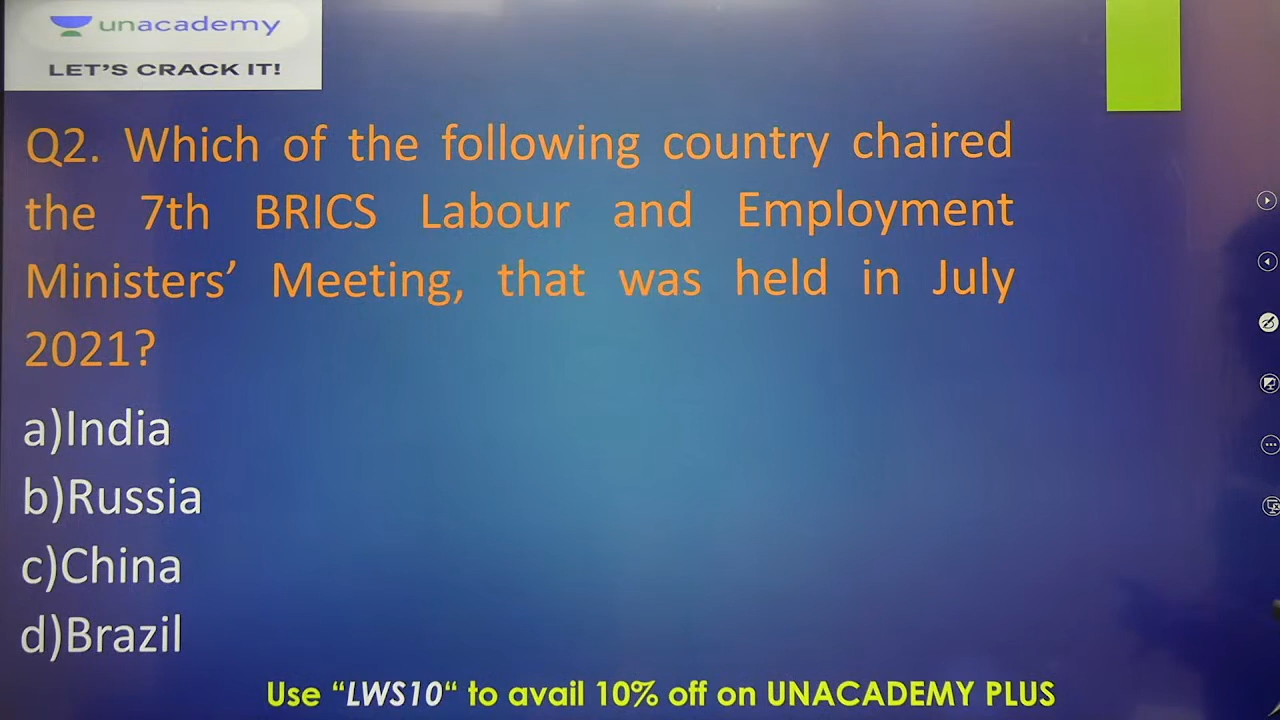 unacademy
LET'S CRACK IT!
Q2. Which of the following country chaired
the 7th BRICS Labour and Employment
Ministers’ Meeting, that was held in July
2021?
a)India
b)Russia
c)China
d)Brazil
Use “LWS10“ to avail 10% off on UNACADEMY PLUS